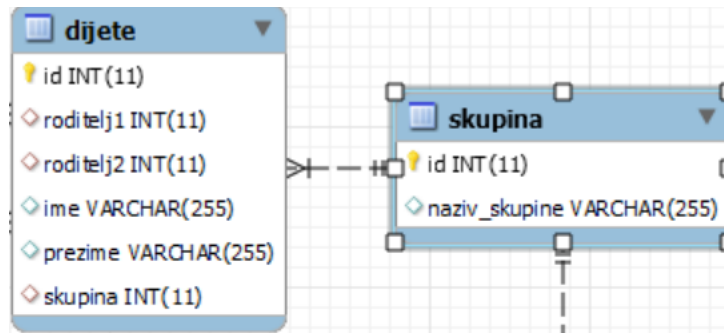 dijete
id INT(11)
roditelj1 INT(11)
roditelj2 INT(11)
ime VARCHAR(255)
prezime VARCHAR(255)
skupina INT(11)
skupina
id INT(11)
naziv_skupine VARCHAR(255)